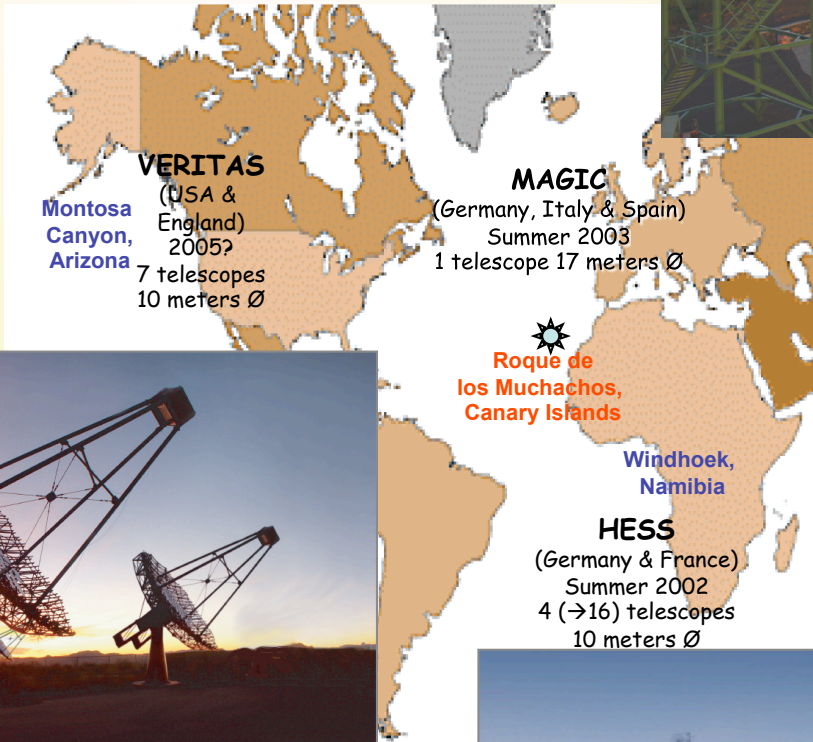 VERITAS
(USA &
England)
2005?
7 telescopes
10 meters Ø
Montosa
Canyon,
Arizona
MAGIC
(Germany, Italy & Spain)
Summer 2003
1 telescope 17 meters Ø
Roque de
los Muchachos,
Canary Islands
Windhoek,
Namibia
HESS
(Germany & France)
Summer 2002
4 (→16) telescopes
10 meters Ø